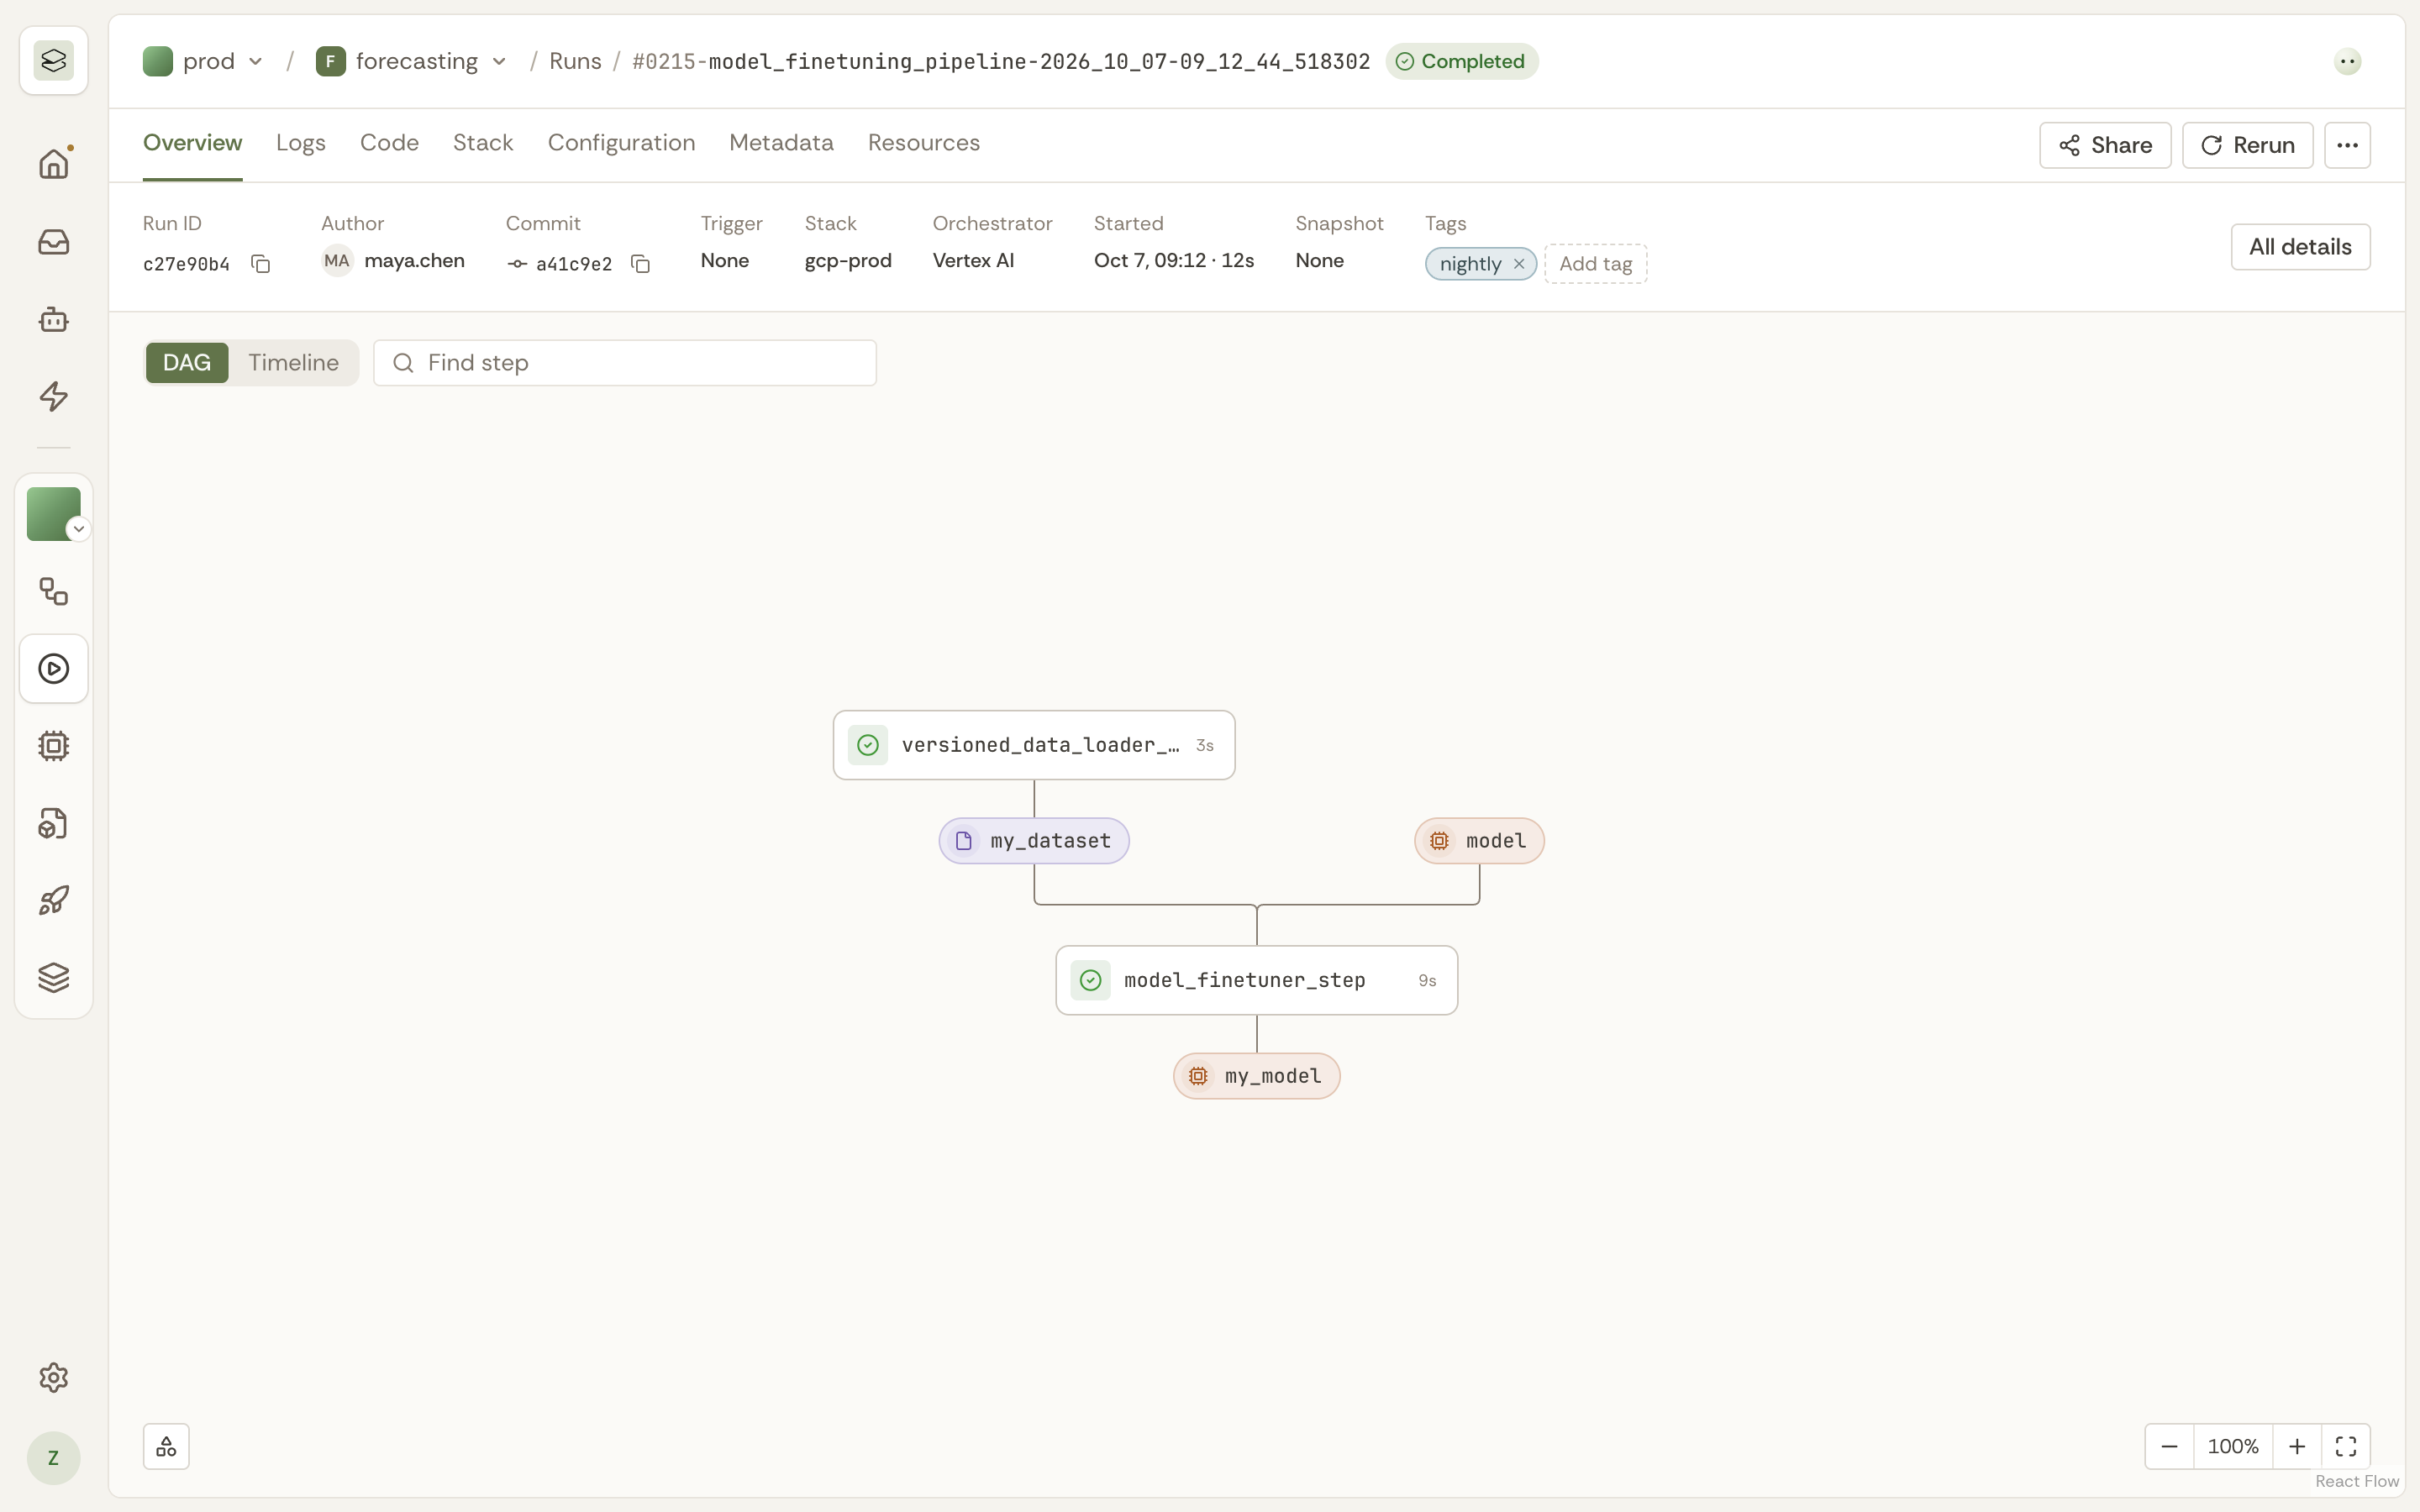 prod / F forecasting / Runs / #0215-model_finetuning_pipeline-2026_10_07-09_12_44_518302 Completed
Overview Logs Code Stack Configuration Metadata Resources Share Rerun
Run ID Author Commit Trigger Stack Orchestrator Started Snapshot Tags
c27e90b4 MA maya.chen a41c9e2 None gcp-prod Vertex AI Oct 7, 09:12 · 12s None nightly Add tag All details
DAG Timeline Find step
versioned_data_loader_… 3s
my_dataset model
model_finetuner_step 9s
my_model
Z
100%
React Flow